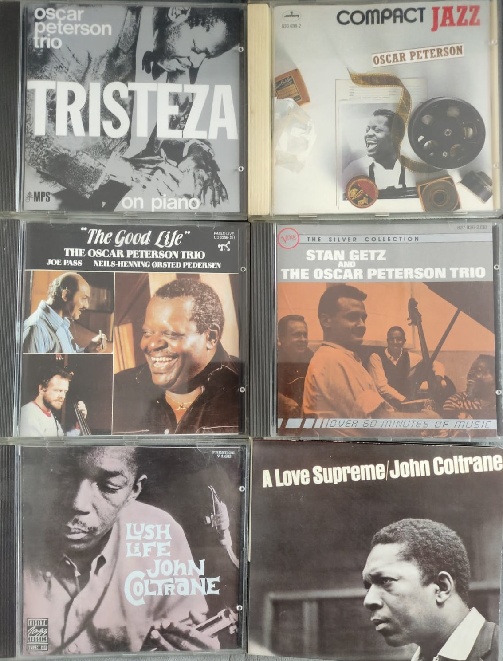 oscar
peterson
trio
TRISTEZA
on piano
MPS
COMPACT JAZZ
OSCAR PETERSON
"The Good Life"
THE OSCAR PETERSON TRIO
JOE PASS NEILS-HENNING ØRSTED PEDERSEN
THE SILVER COLLECTION
STAN GETZ
AND
THE OSCAR PETERSON TRIO
OVER 60 MINUTES OF MUSIC
LUSH
LIFE
JOHN
COLTRANE
A Love Supreme/John Coltrane